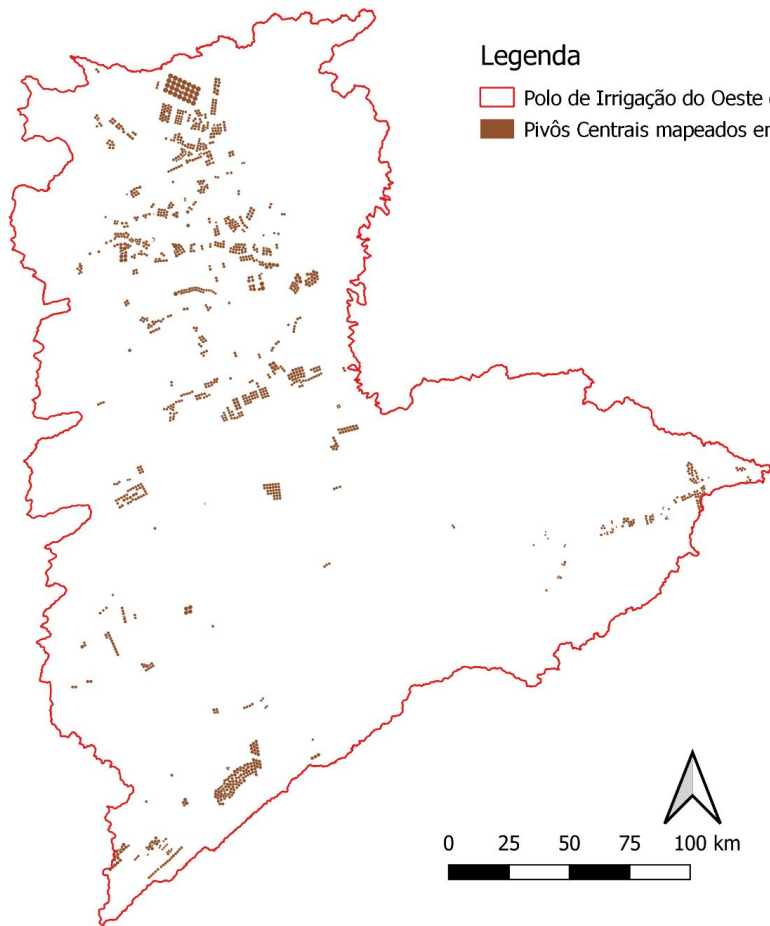 Legenda
Polo de Irrigação do Oeste
Pivôs Centrais mapeados
0 25 50 75 100 km